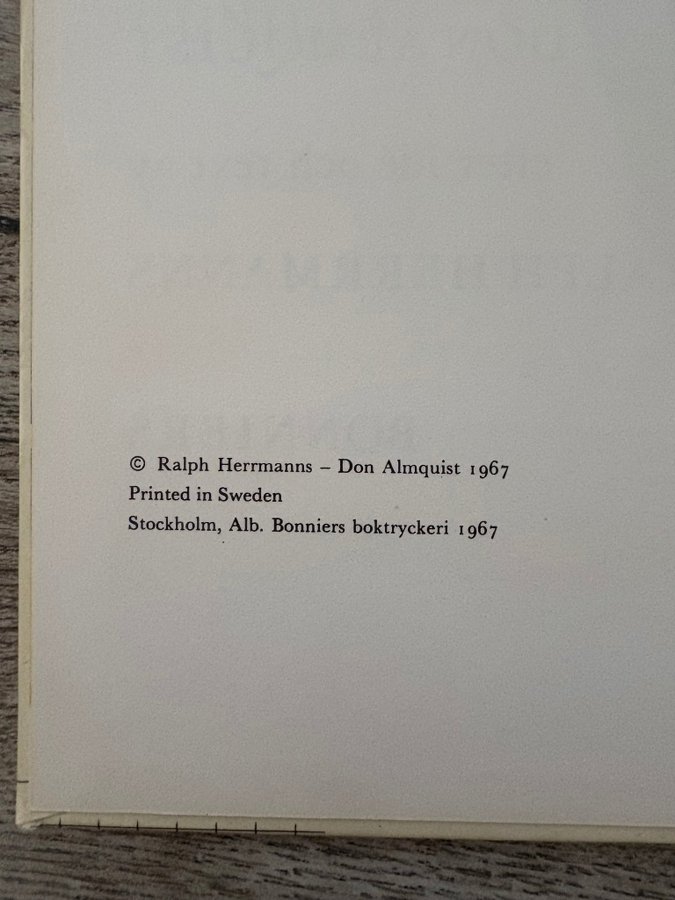 © Ralph Herrmanns – Don Almquist 1967
Printed in Sweden
Stockholm, Alb. Bonniers boktryckeri 1967